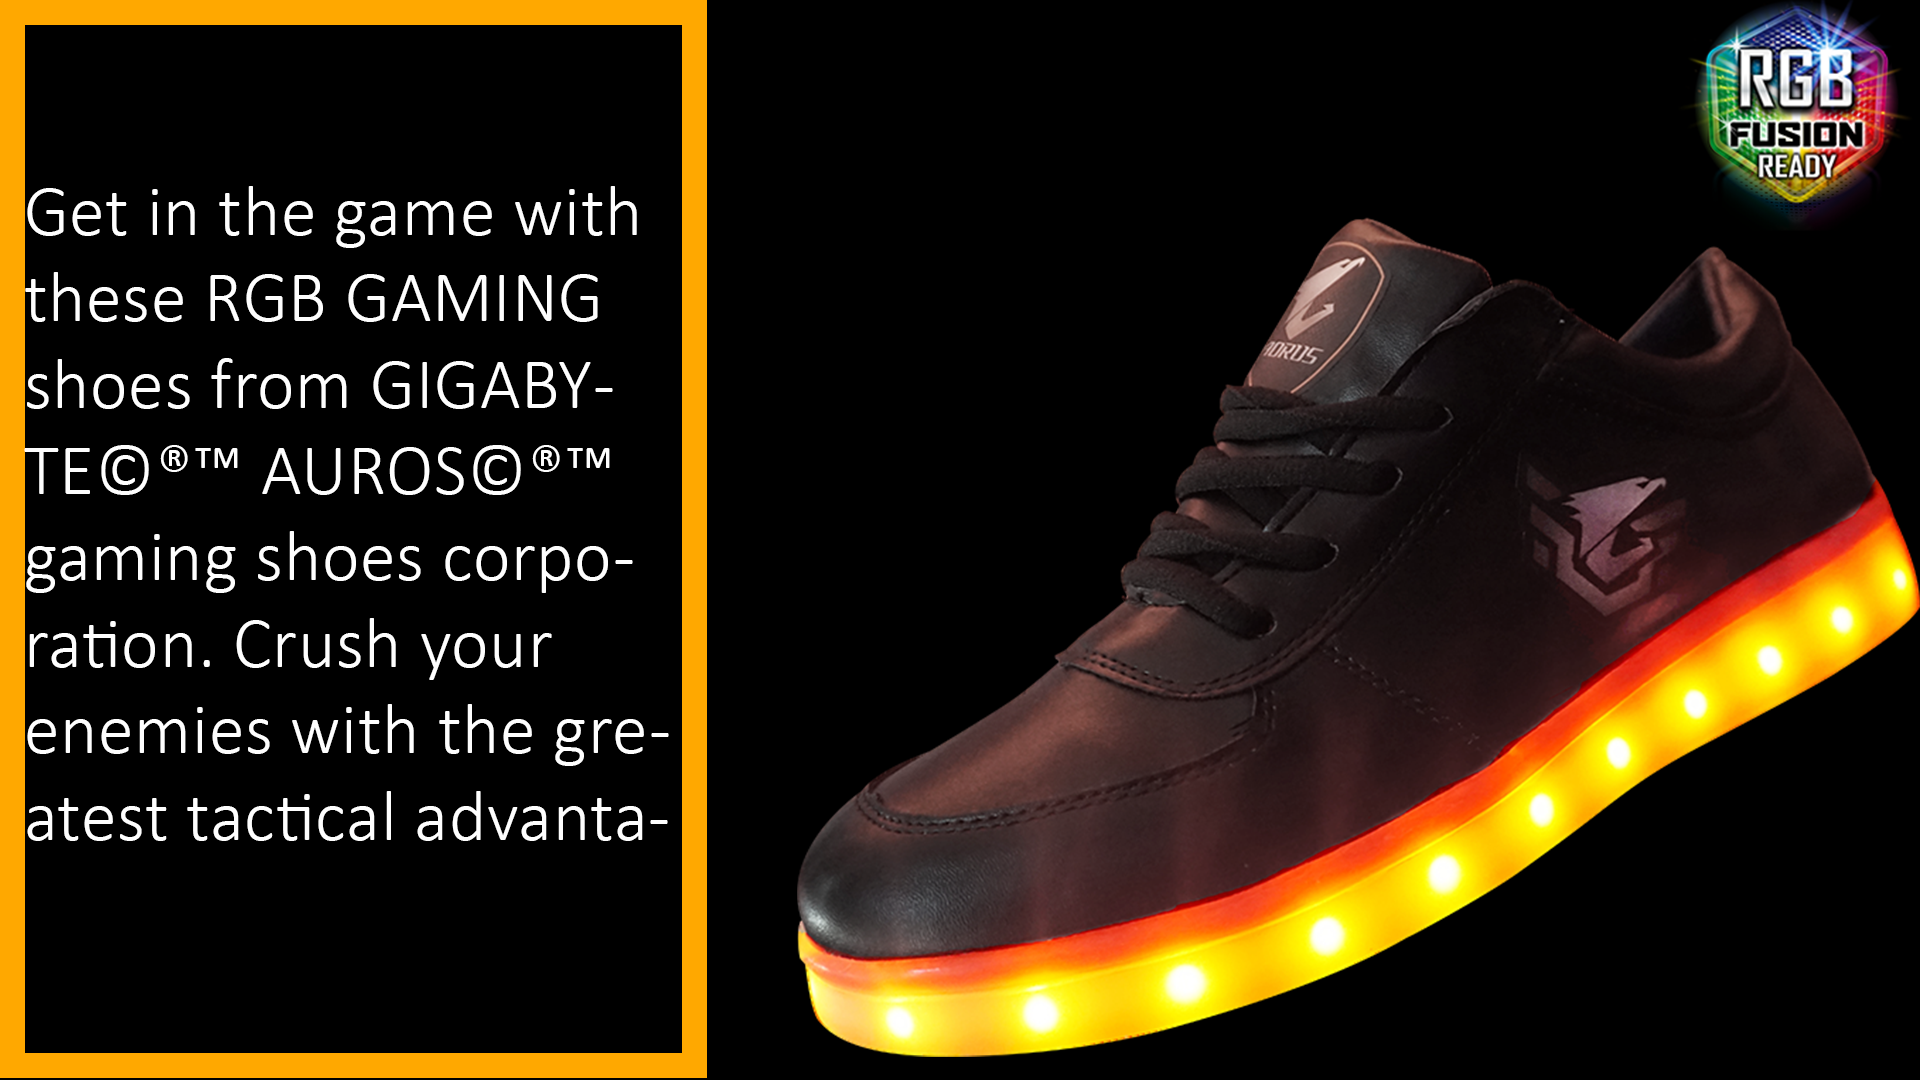 Get in the game with
these RGB GAMING
shoes from GIGABY-
TE©®™ AUROS©®™
gaming shoes corpo-
ration. Crush your
enemies with the gre-
atest tactical advanta-
RGB
FUSION
READY
AORUS